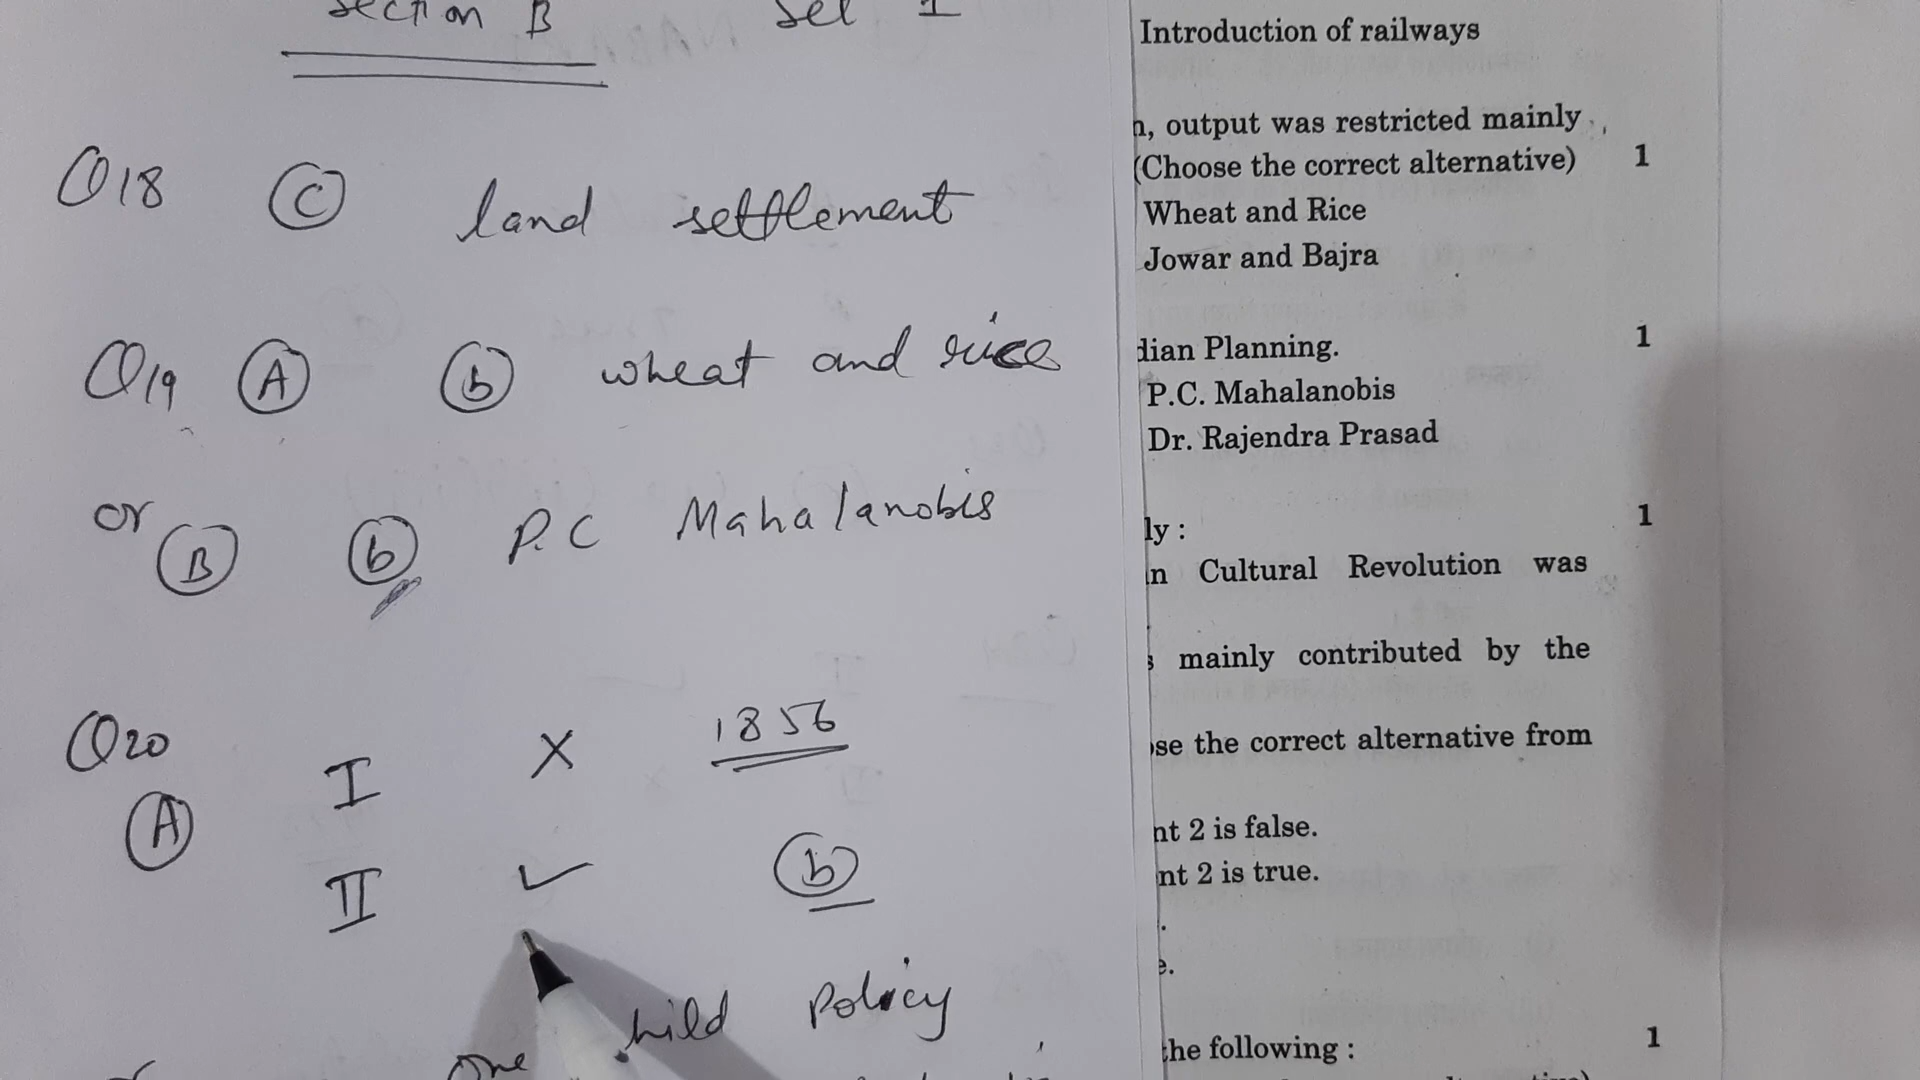 Section B Set I
Q18 C land settlement
Q19 A b wheat and rice
or B b P.C Mahalanobis
Q20 I X 1856
A
II ✓ b
One child Policy
Introduction of railways
n, output was restricted mainly
(Choose the correct alternative) 1
Wheat and Rice
Jowar and Bajra
dian Planning. 1
P.C. Mahalanobis
Dr. Rajendra Prasad
ly : 1
n Cultural Revolution was
s mainly contributed by the
se the correct alternative from
nt 2 is false.
nt 2 is true.
e.
the following : 1